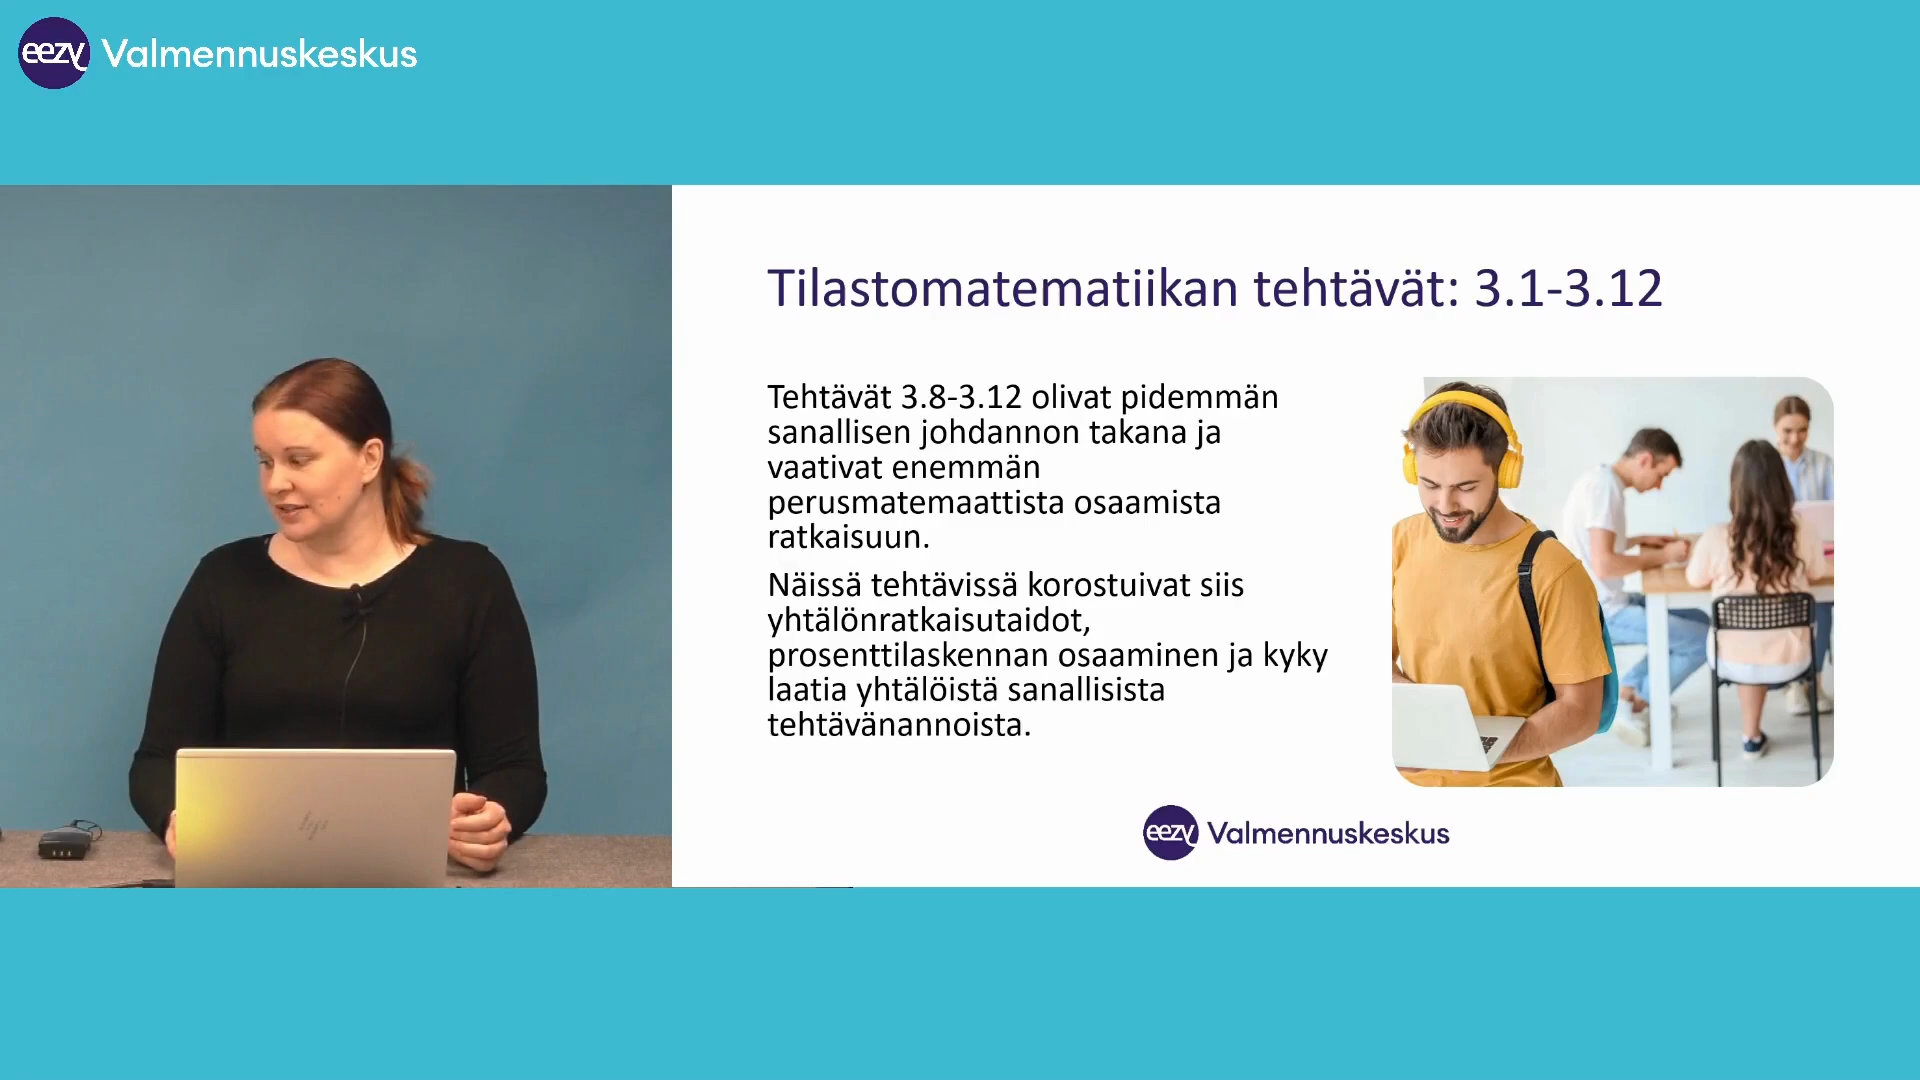 eezy Valmennuskeskus
Tilastomatematiikan tehtävät: 3.1-3.12
Tehtävät 3.8-3.12 olivat pidemmän
sanallisen johdannon takana ja
vaativat enemmän
perusmatemaattista osaamista
ratkaisuun.
Näissä tehtävissä korostuivat siis
yhtälönratkaisutaidot,
prosenttilaskennan osaaminen ja kyky
laatia yhtälöistä sanallisista
tehtävänannoista.
eezy Valmennuskeskus
hp